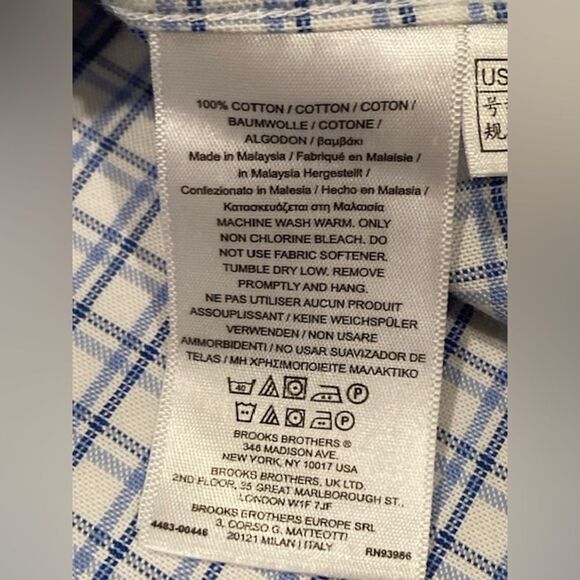 100% COTTON / COTTON / COTON /
BAUMWOLLE / COTONE /
ALGODON / βαμβάκι
Made in Malaysia / Fabriqué en Malaisie /
in Malaysia Hergestellt /
Confezionato in Malesia / Hecho en Malasia /
Κατασκευάζεται στη Μαλαισία
MACHINE WASH WARM. ONLY
NON CHLORINE BLEACH. DO
NOT USE FABRIC SOFTENER.
TUMBLE DRY LOW. REMOVE
PROMPTLY AND HANG.
NE PAS UTILISER AUCUN PRODUIT
ASSOUPLISSANT / KEINE WEICHSPÜLER
VERWENDEN / NON USARE
AMMORBIDENTI / NO USAR SUAVIZADOR DE
TELAS / ΜΗ ΧΡΗΣΙΜΟΠΟΙΕΙΤΕ ΜΑΛΑΚΤΙΚΟ
40 P
P
BROOKS BROTHERS ®
346 MADISON AVE.
NEW YORK, NY 10017 USA
BROOKS BROTHERS, UK LTD.
2ND FLOOR, 35 GREAT MARLBOROUGH ST.,
LONDON W1F 7JF
BROOKS BROTHERS EUROPE SRL
3, CORSO G. MATTEOTTI
20121 MILAN | ITALY
4483-00446
RN93986
US
号
规